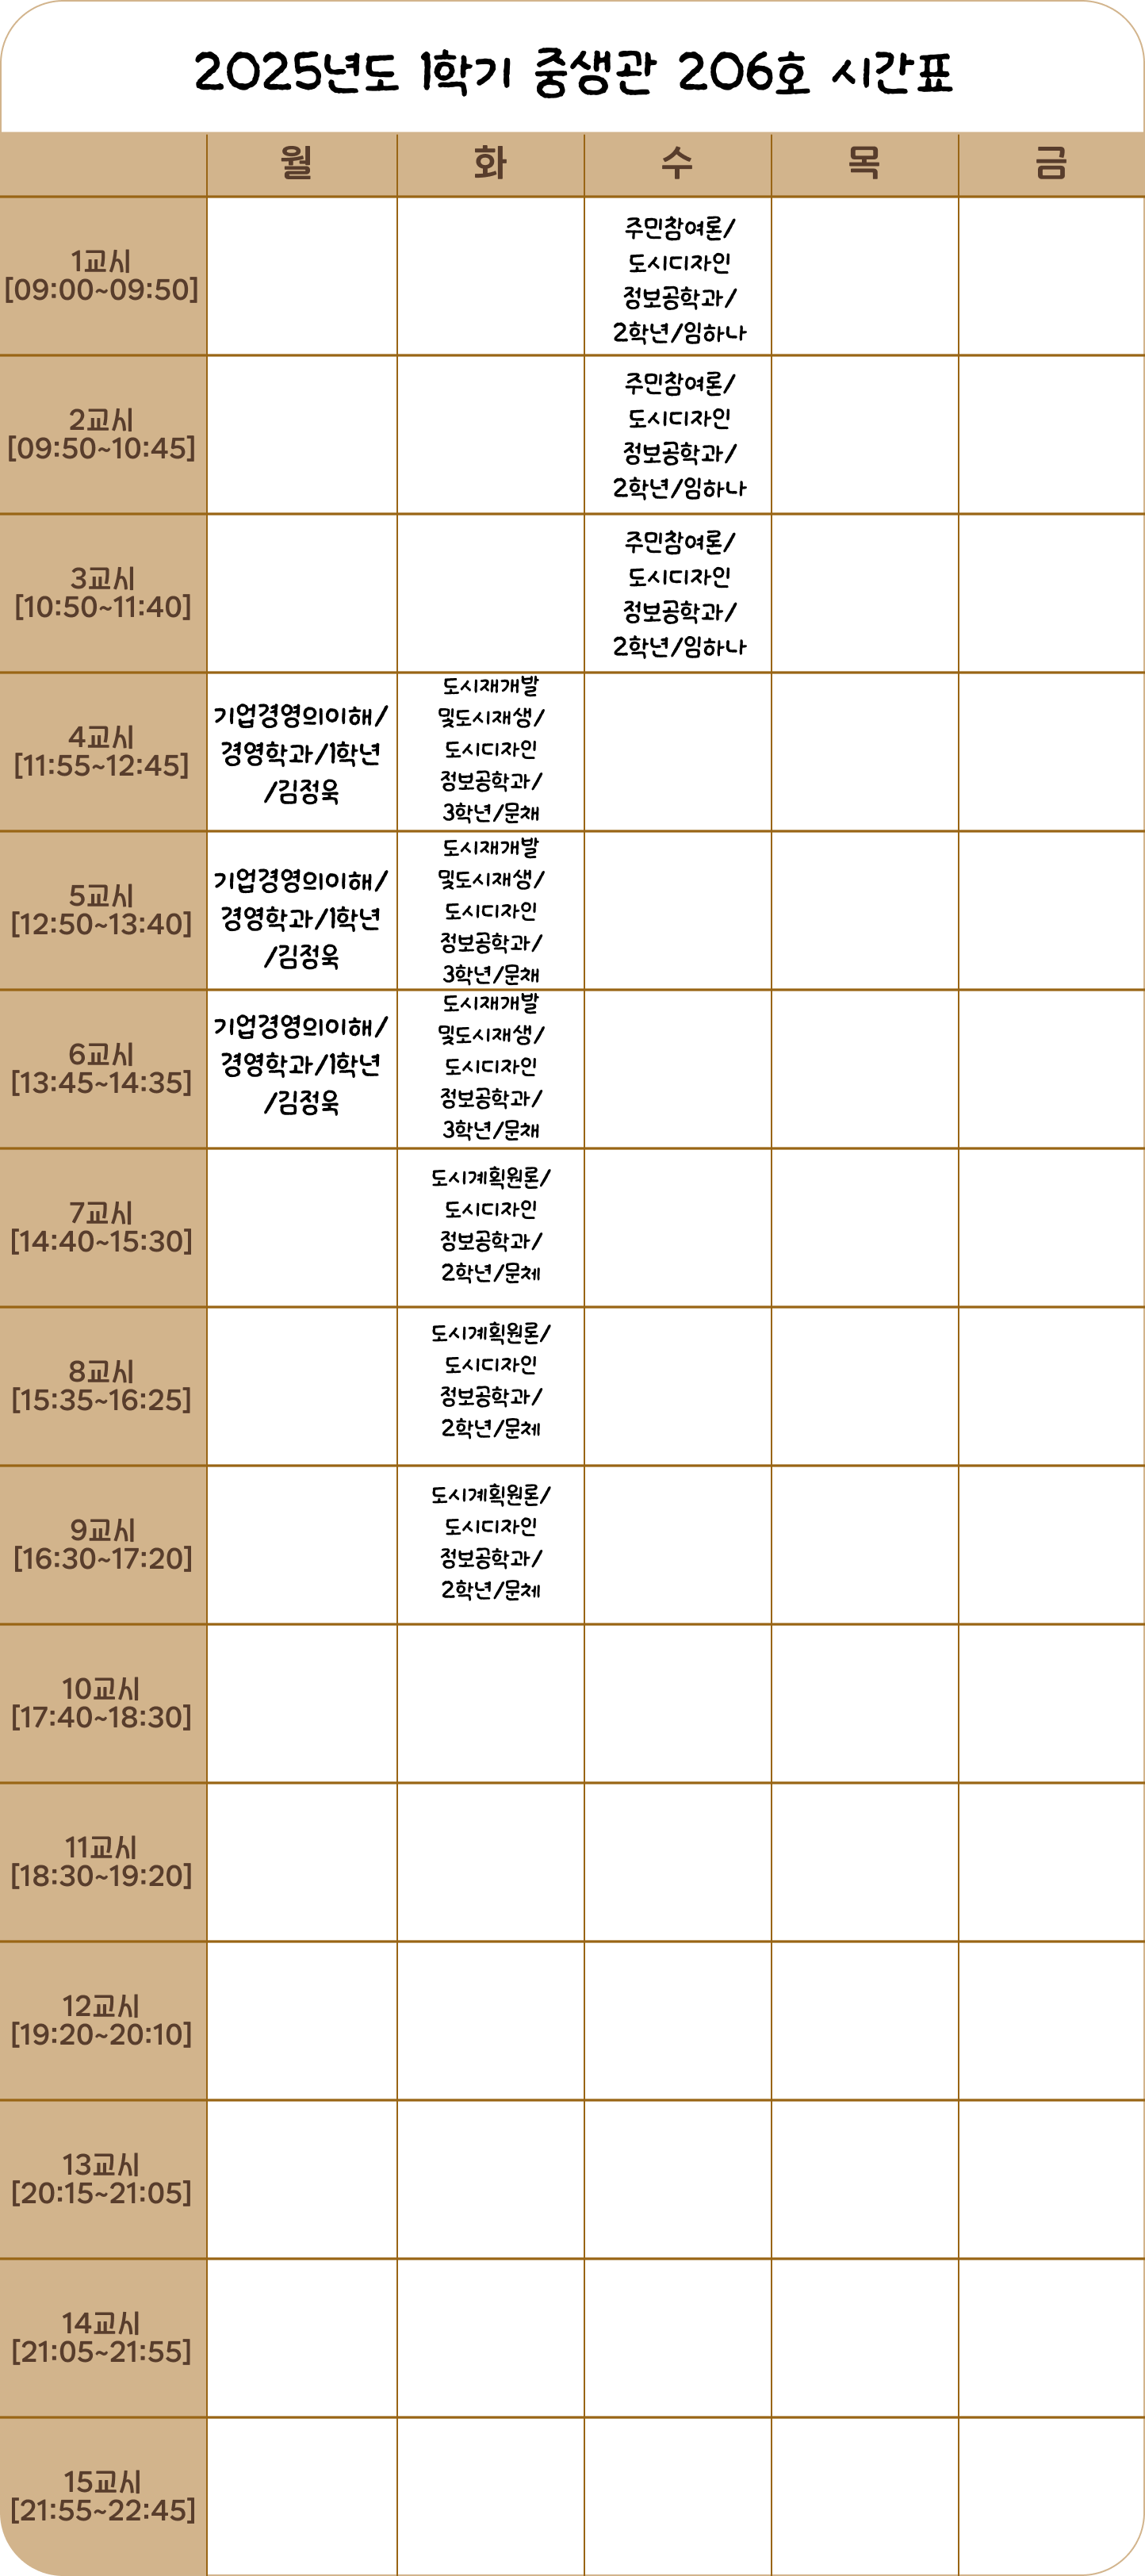 2025년도 1학기 중생관 206호 시간표
월 화 수 목 금
1교시
[09:00~09:50]
주민참여론/
도시디자인
정보공학과/
2학년/임하나
2교시
[09:50~10:45]
주민참여론/
도시디자인
정보공학과/
2학년/임하나
3교시
[10:50~11:40]
주민참여론/
도시디자인
정보공학과/
2학년/임하나
4교시
[11:55~12:45]
기업경영의이해/
경영학과/1학년
/김정욱
도시재개발
및도시재생/
도시디자인
정보공학과/
3학년/문채
5교시
[12:50~13:40]
기업경영의이해/
경영학과/1학년
/김정욱
도시재개발
및도시재생/
도시디자인
정보공학과/
3학년/문채
6교시
[13:45~14:35]
기업경영의이해/
경영학과/1학년
/김정욱
도시재개발
및도시재생/
도시디자인
정보공학과/
3학년/문채
7교시
[14:40~15:30]
도시계획원론/
도시디자인
정보공학과/
2학년/문체
8교시
[15:35~16:25]
도시계획원론/
도시디자인
정보공학과/
2학년/문체
9교시
[16:30~17:20]
도시계획원론/
도시디자인
정보공학과/
2학년/문체
10교시
[17:40~18:30]
11교시
[18:30~19:20]
12교시
[19:20~20:10]
13교시
[20:15~21:05]
14교시
[21:05~21:55]
15교시
[21:55~22:45]